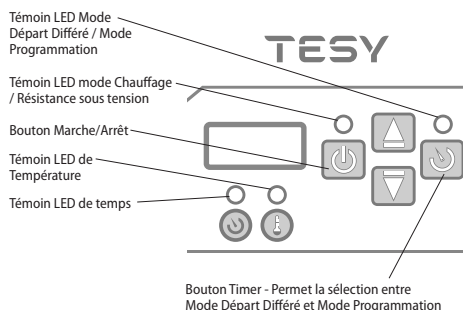 Témoin LED Mode
Départ Différé / Mode
Programmation
TESY
Témoin LED mode Chauffage
/ Résistance sous tension
Bouton Marche/Arrêt
Témoin LED de
Température
Témoin LED de temps
Bouton Timer - Permet la sélection entre
Mode Départ Différé et Mode Programmation